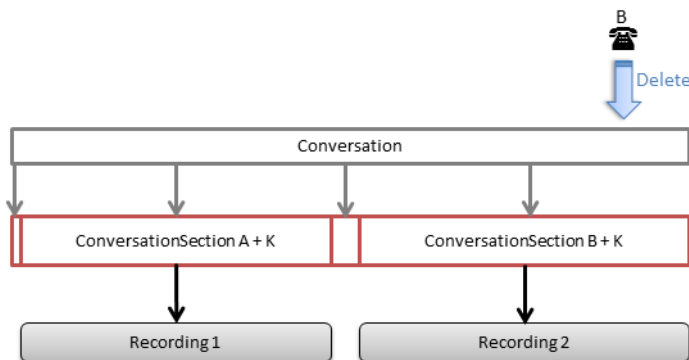 B
Delete
Conversation
ConversationSection A + K
ConversationSection B + K
Recording 1
Recording 2